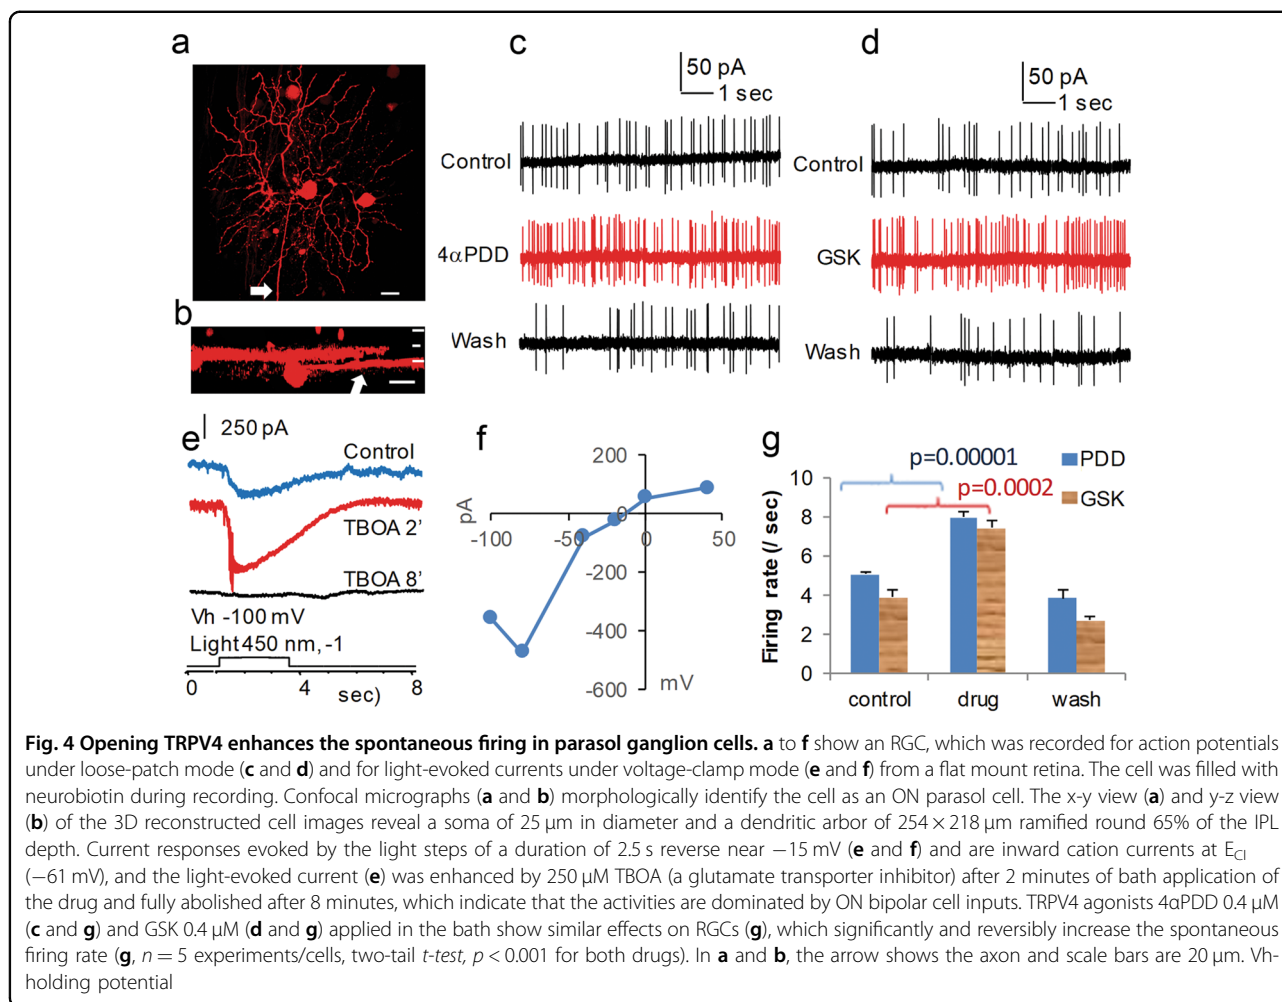 a
c
d
50 pA
1 sec
50 pA
1 sec
Control
Control
4αPDD
GSK
Wash
Wash
b
e
250 pA
Control
TBOA 2’
TBOA 8’
Vh -100 mV
Light 450 nm, -1
0
4
8
sec)
f
200
0
-200
-400
-600
-100
-50
0
50
pA
mV
g
p=0.00001
p=0.0002
PDD
GSK
Firing rate (/ sec)
10
8
6
4
2
0
control
drug
wash
Fig. 4 Opening TRPV4 enhances the spontaneous firing in parasol ganglion cells. a to f show an RGC, which was recorded for action potentials
under loose-patch mode (c and d) and for light-evoked currents under voltage-clamp mode (e and f) from a flat mount retina. The cell was filled with
neurobiotin during recording. Confocal micrographs (a and b) morphologically identify the cell as an ON parasol cell. The x-y view (a) and y-z view
(b) of the 3D reconstructed cell images reveal a soma of 25 μm in diameter and a dendritic arbor of 254 × 218 μm ramified round 65% of the IPL
depth. Current responses evoked by the light steps of a duration of 2.5 s reverse near −15 mV (e and f) and are inward cation currents at ECl
(−61 mV), and the light-evoked current (e) was enhanced by 250 μM TBOA (a glutamate transporter inhibitor) after 2 minutes of bath application of
the drug and fully abolished after 8 minutes, which indicate that the activities are dominated by ON bipolar cell inputs. TRPV4 agonists 4αPDD 0.4 μM
(c and g) and GSK 0.4 μM (d and g) applied in the bath show similar effects on RGCs (g), which significantly and reversibly increase the spontaneous
firing rate (g, n = 5 experiments/cells, two-tail t-test, p < 0.001 for both drugs). In a and b, the arrow shows the axon and scale bars are 20 μm. Vh-
holding potential